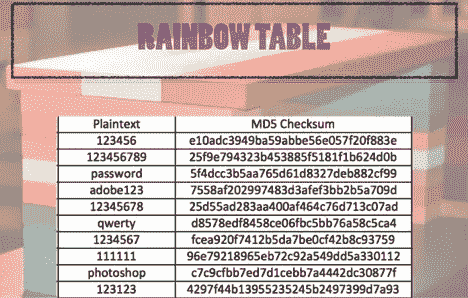 RAINBOW TABLE
Plaintext MD5 Checksum
123456 e10adc3949ba59abbe56e057f20f883e
123456789 25f9e794323b453885f5181f1b624d0b
password 5f4dcc3b5aa765d61d8327deb882cf99
adobe123 7558af202997483d3afef3bb2b5a709d
12345678 25d55ad283aa400af464c76d713c07ad
qwerty d8578edf8458ce06fbc5bb76a58c5ca4
1234567 fcea920f7412b5da7be0cf42b8c93759
111111 96e79218965eb72c92a549dd5a330112
photoshop c7c9cfbb7ed7d1cebb7a4442dc30877f
123123 4297f44b13955235245b2497399d7a93